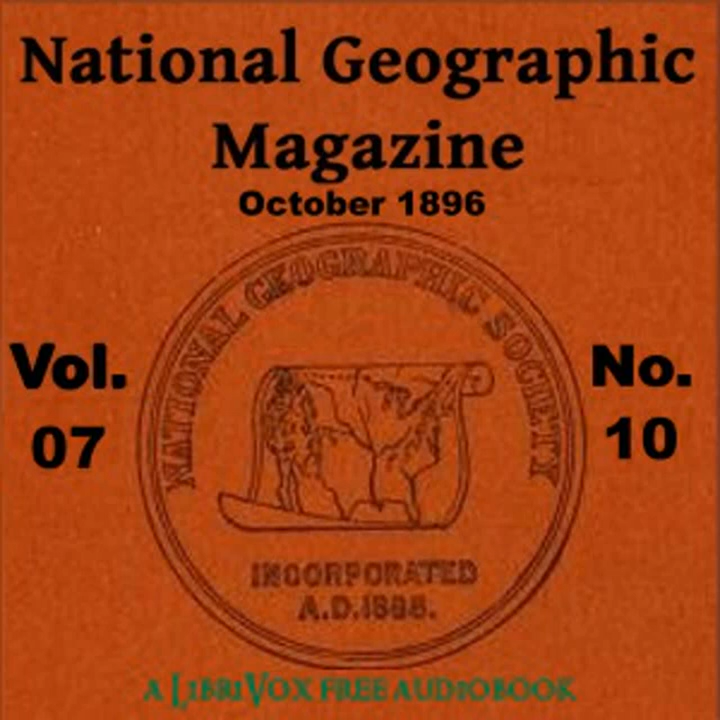 National Geographic
Magazine
October 1896
NATIONAL GEOGRAPHIC SOCIETY
Vol.
07
No.
10
INCORPORATED
A.D.1888.
A LIBRIVOX FREE AUDIOBOOK